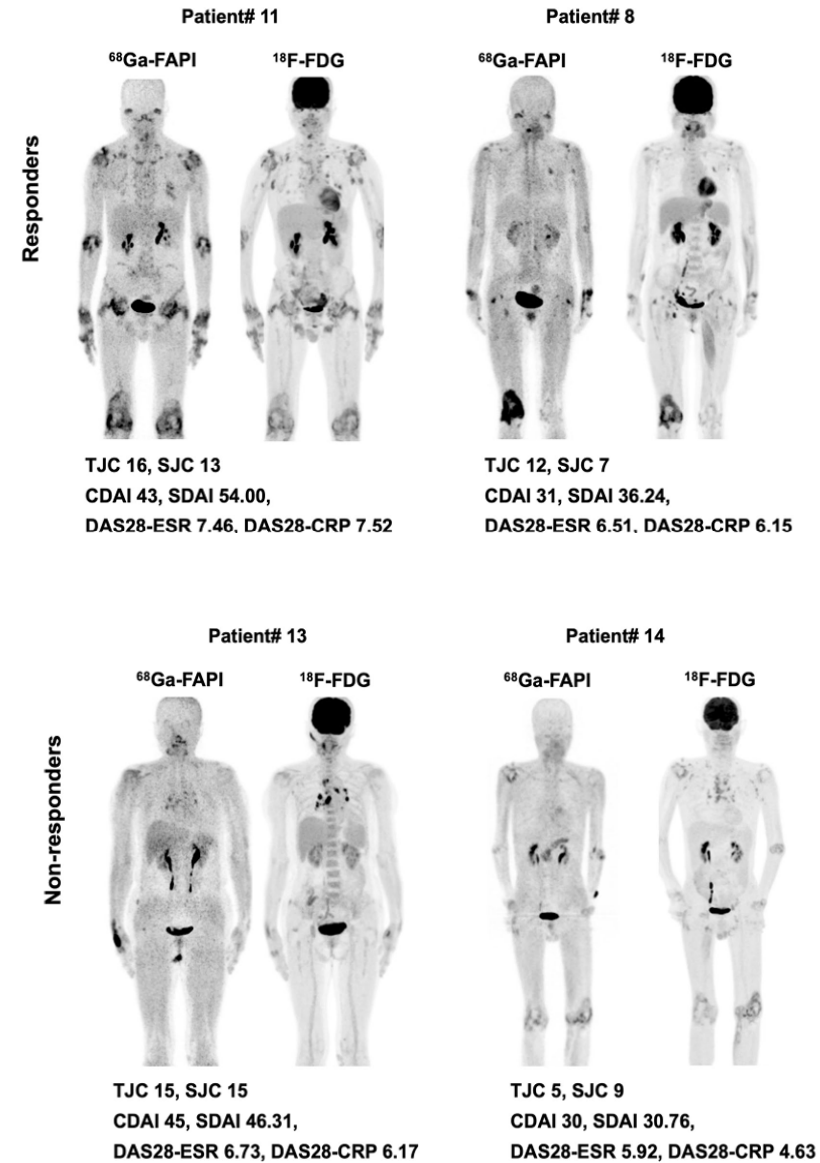 Patient# 11
Patient# 8
⁶⁸Ga-FAPI
¹⁸F-FDG
⁶⁸Ga-FAPI
¹⁸F-FDG
Responders
TJC 16, SJC 13
CDAI 43, SDAI 54.00,
DAS28-ESR 7.46, DAS28-CRP 7.52
TJC 12, SJC 7
CDAI 31, SDAI 36.24,
DAS28-ESR 6.51, DAS28-CRP 6.15
Patient# 13
Patient# 14
⁶⁸Ga-FAPI
¹⁸F-FDG
⁶⁸Ga-FAPI
¹⁸F-FDG
Non-responders
TJC 15, SJC 15
CDAI 45, SDAI 46.31,
DAS28-ESR 6.73, DAS28-CRP 6.17
TJC 5, SJC 9
CDAI 30, SDAI 30.76,
DAS28-ESR 5.92, DAS28-CRP 4.63